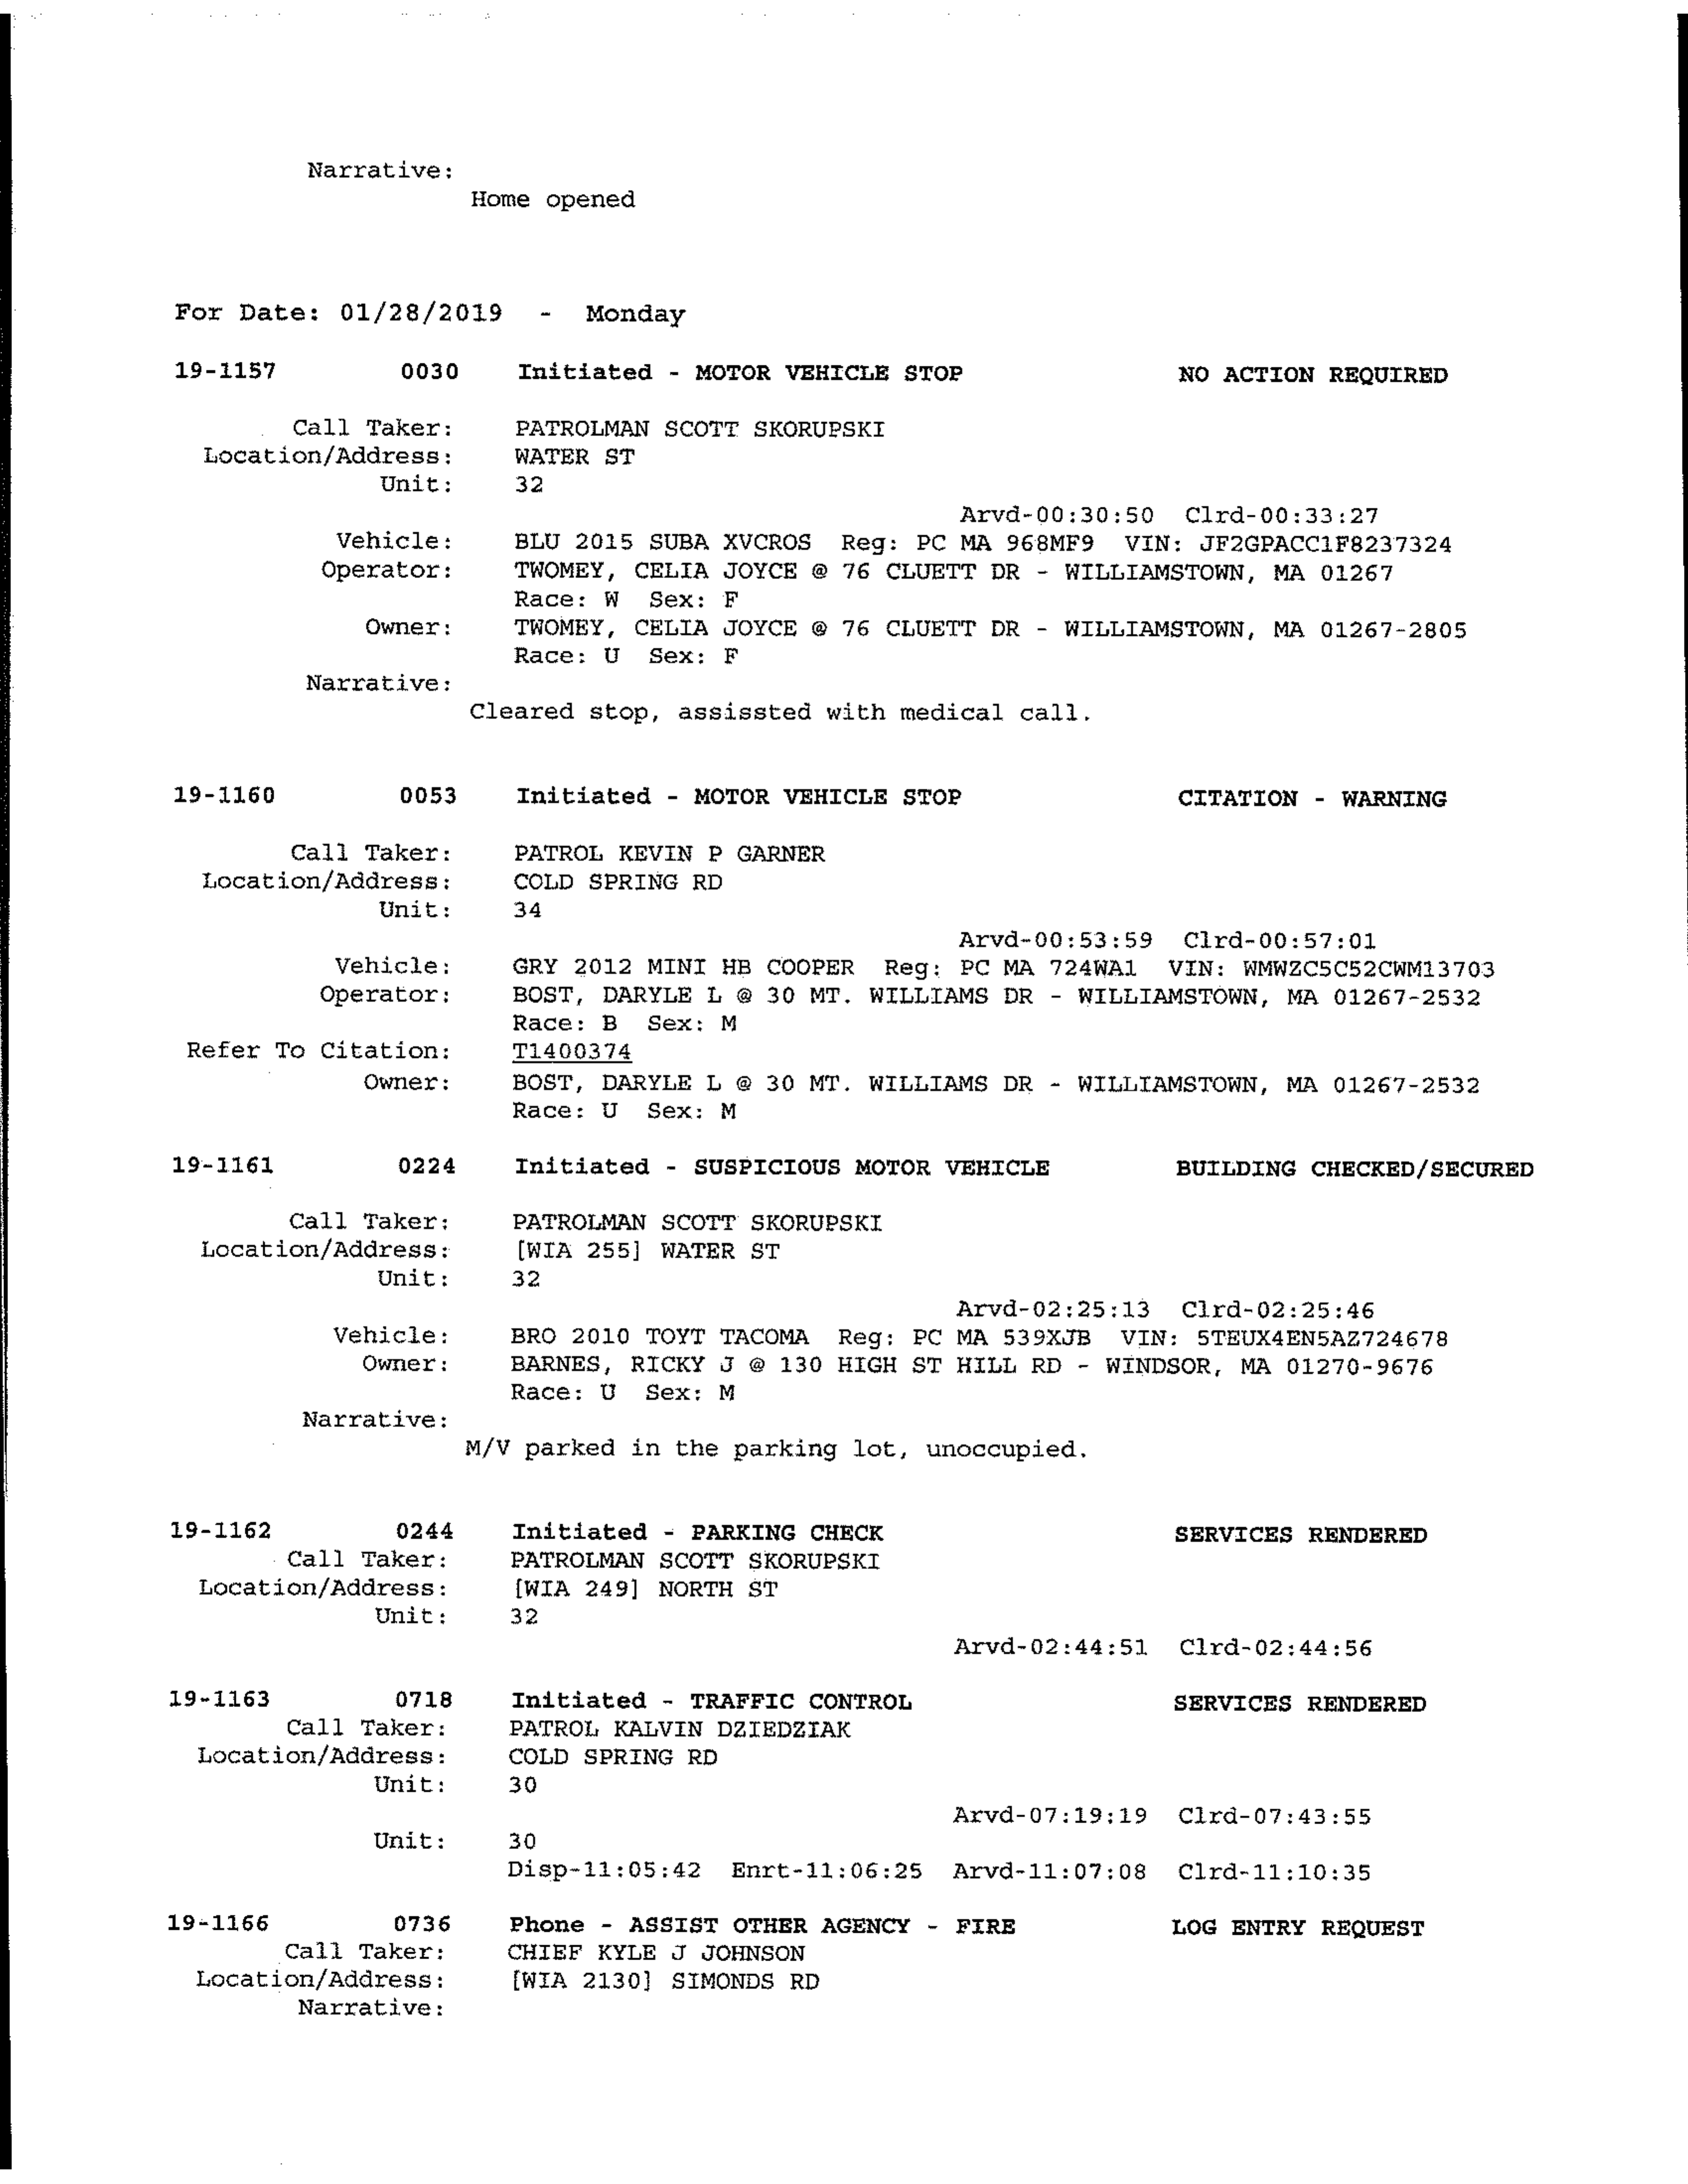 Narrative:
Home opened
For Date: 01/28/2019 - Monday
19-1157 0030 Initiated - MOTOR VEHICLE STOP NO ACTION REQUIRED
Call Taker: PATROLMAN SCOTT SKORUPSKI
Location/Address: WATER ST
Unit: 32
Arvd-00:30:50 Clrd-00:33:27
Vehicle: BLU 2015 SUBA XVCROS Reg: PC MA 968MF9 VIN: JF2GPACC1F8237324
Operator: TWOMEY, CELIA JOYCE @ 76 CLUETT DR - WILLIAMSTOWN, MA 01267
Race: W Sex: F
Owner: TWOMEY, CELIA JOYCE @ 76 CLUETT DR - WILLIAMSTOWN, MA 01267-2805
Race: U Sex: F
Narrative:
Cleared stop, assissted with medical call.
19-1160 0053 Initiated - MOTOR VEHICLE STOP CITATION - WARNING
Call Taker: PATROL KEVIN P GARNER
Location/Address: COLD SPRING RD
Unit: 34
Arvd-00:53:59 Clrd-00:57:01
Vehicle: GRY 2012 MINI HB COOPER Reg: PC MA 724WA1 VIN: WMWZC5C52CWM13703
Operator: BOST, DARYLE L @ 30 MT. WILLIAMS DR - WILLIAMSTOWN, MA 01267-2532
Race: B Sex: M
Refer To Citation: T1400374
Owner: BOST, DARYLE L @ 30 MT. WILLIAMS DR - WILLIAMSTOWN, MA 01267-2532
Race: U Sex: M
19-1161 0224 Initiated - SUSPICIOUS MOTOR VEHICLE BUILDING CHECKED/SECURED
Call Taker: PATROLMAN SCOTT SKORUPSKI
Location/Address: [WIA 255] WATER ST
Unit: 32
Arvd-02:25:13 Clrd-02:25:46
Vehicle: BRO 2010 TOYT TACOMA Reg: PC MA 539XJB VIN: 5TEUX4EN5AZ724678
Owner: BARNES, RICKY J @ 130 HIGH ST HILL RD - WINDSOR, MA 01270-9676
Race: U Sex: M
Narrative:
M/V parked in the parking lot, unoccupied.
19-1162 0244 Initiated - PARKING CHECK SERVICES RENDERED
Call Taker: PATROLMAN SCOTT SKORUPSKI
Location/Address: [WIA 249] NORTH ST
Unit: 32
Arvd-02:44:51 Clrd-02:44:56
19-1163 0718 Initiated - TRAFFIC CONTROL SERVICES RENDERED
Call Taker: PATROL KALVIN DZIEDZIAK
Location/Address: COLD SPRING RD
Unit: 30
Arvd-07:19:19 Clrd-07:43:55
Unit: 30
Disp-11:05:42 Enrt-11:06:25 Arvd-11:07:08 Clrd-11:10:35
19-1166 0736 Phone - ASSIST OTHER AGENCY - FIRE LOG ENTRY REQUEST
Call Taker: CHIEF KYLE J JOHNSON
Location/Address: [WIA 2130] SIMONDS RD
Narrative: